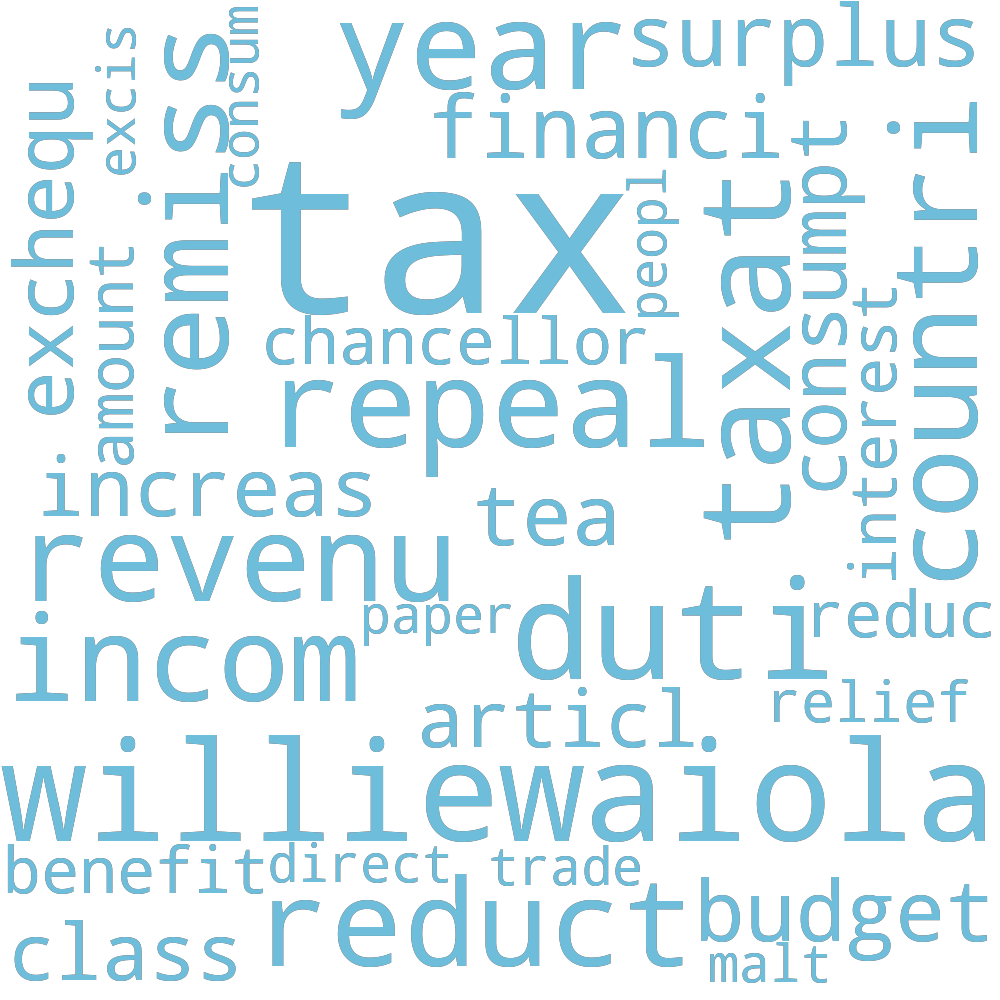 year
surplus
consum
excis
remiss
exchequ
financi
countri
tax
peopl
taxat
consumpt
amount
chancellor
interest
repeal
increas
tea
revenu
duti
paper
reduc
incom
relief
articl
williewaiola
benefit
direct
trade
reduct
budget
class
malt